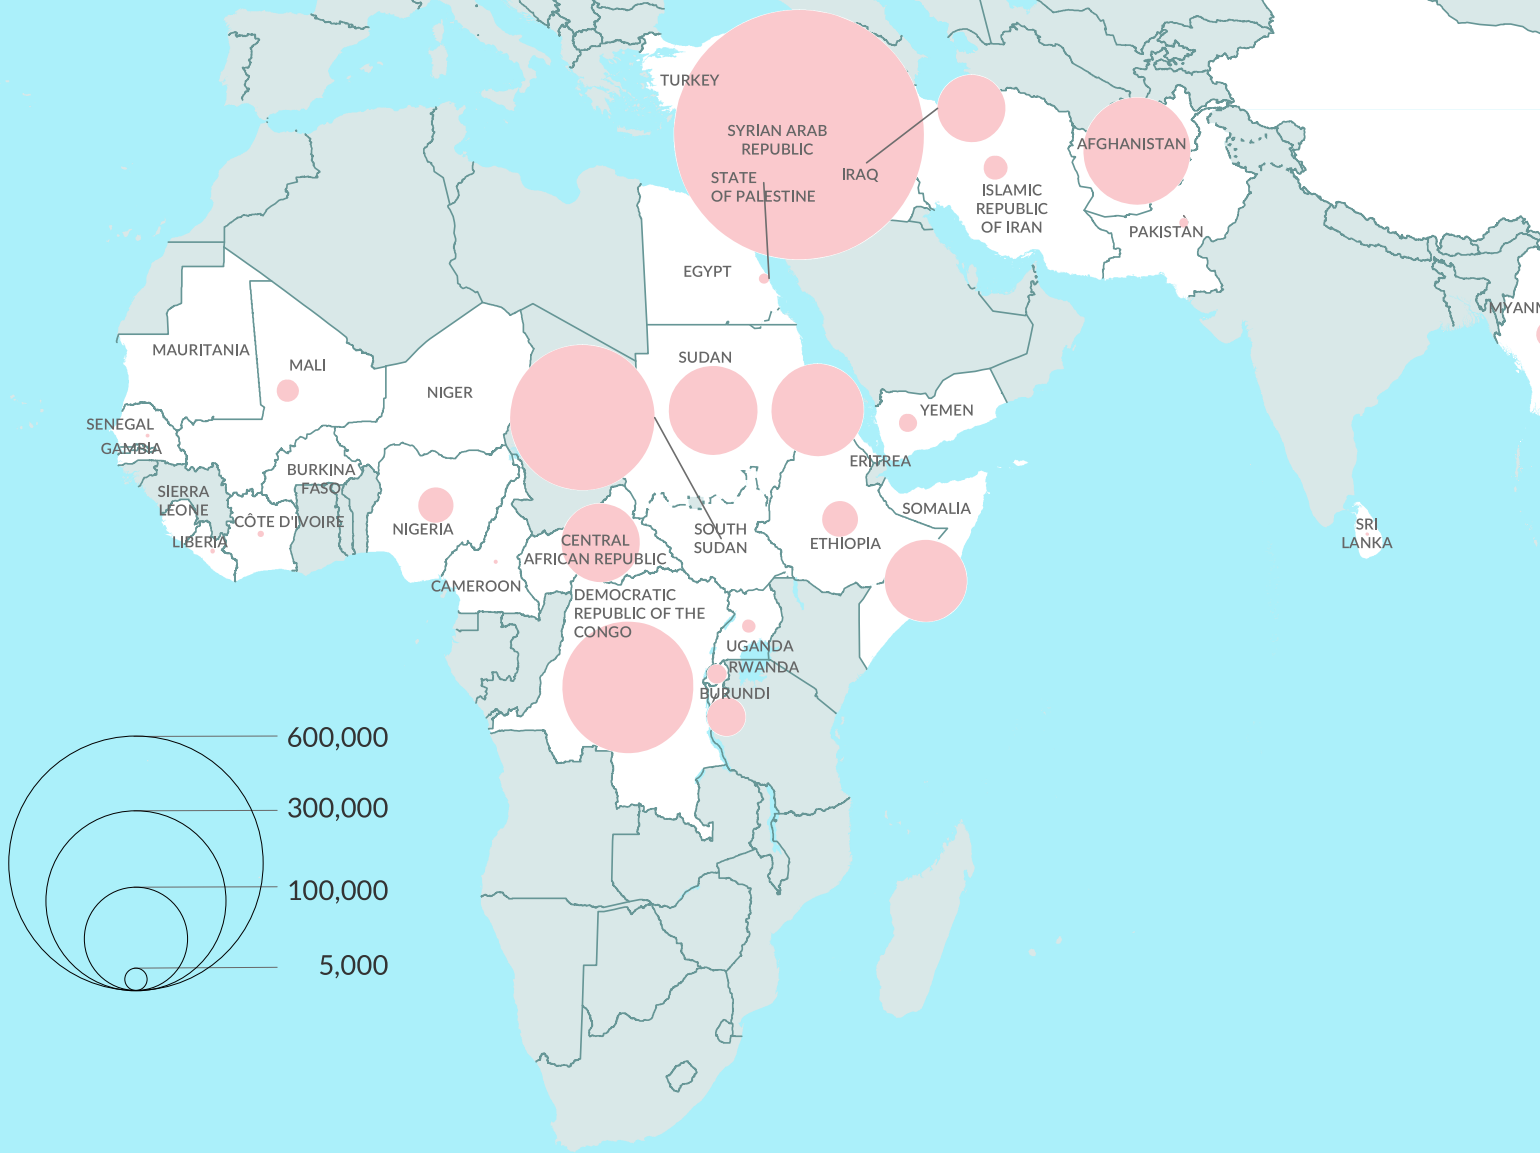 TURKEY
SYRIAN ARAB
REPUBLIC
STATE
OF PALESTINE
IRAQ
AFGHANISTAN
ISLAMIC
REPUBLIC
OF IRAN
PAKISTAN
EGYPT
MYANM
MAURITANIA
MALI
NIGER
SUDAN
YEMEN
SENEGAL
GAMBIA
BURKINA
FASO
ERITREA
SIERRA
LEONE
CÔTE D'IVOIRE
LIBERIA
NIGERIA
CAMEROON
CENTRAL
AFRICAN REPUBLIC
SOUTH
SUDAN
ETHIOPIA
SOMALIA
SRI
LANKA
DEMOCRATIC
REPUBLIC OF THE
CONGO
UGANDA
RWANDA
BURUNDI
600,000
300,000
100,000
5,000